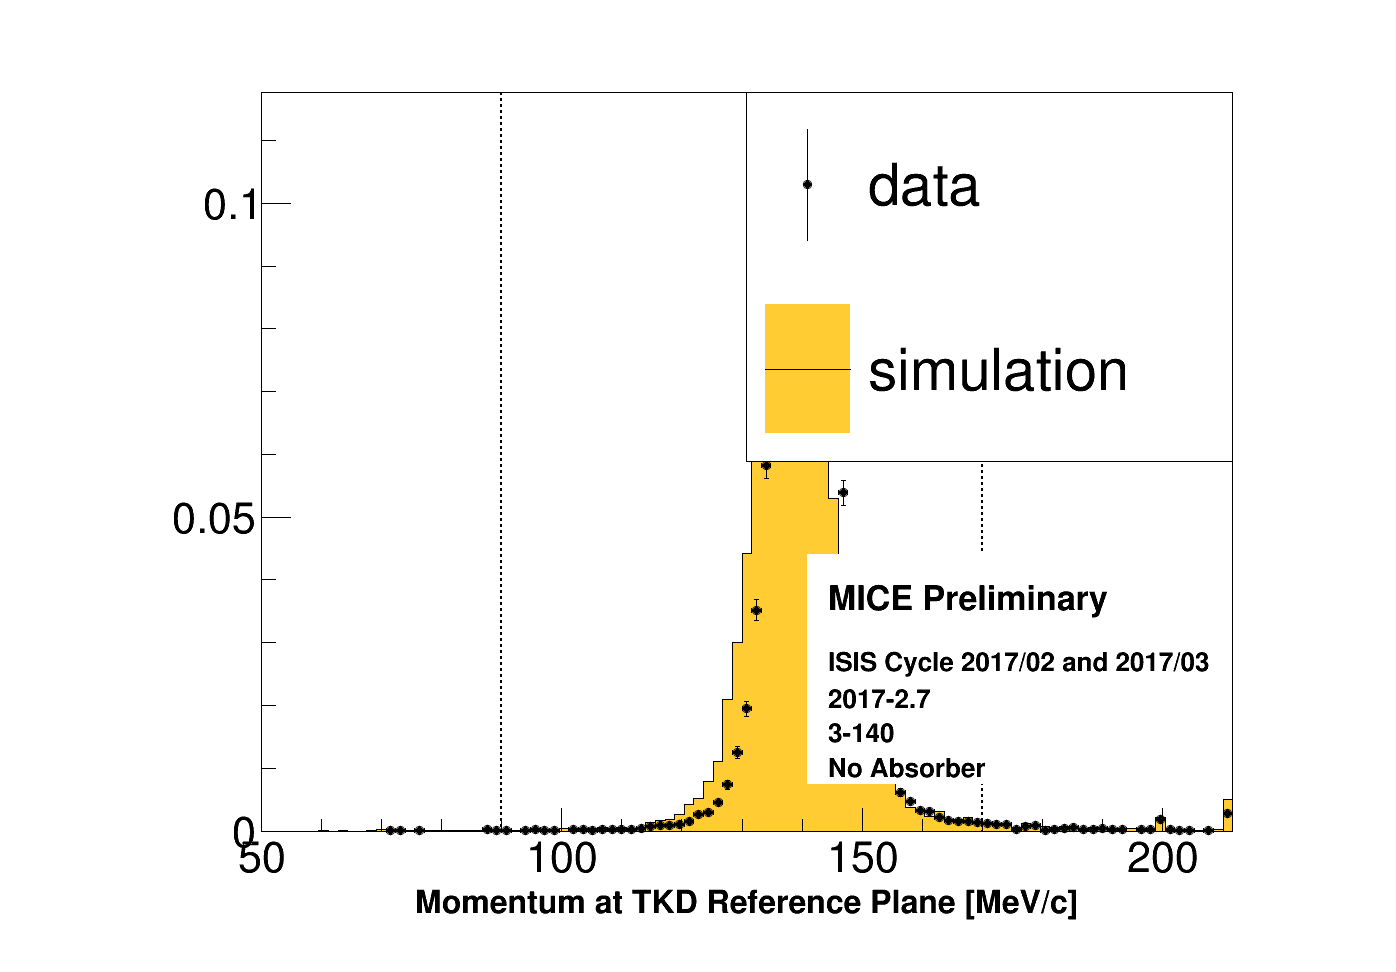 data
0.1
simulation
0.05
MICE Preliminary
ISIS Cycle 2017/02 and 2017/03
2017-2.7
3-140
No Absorber
0
50 100 150 200
Momentum at TKD Reference Plane [MeV/c]